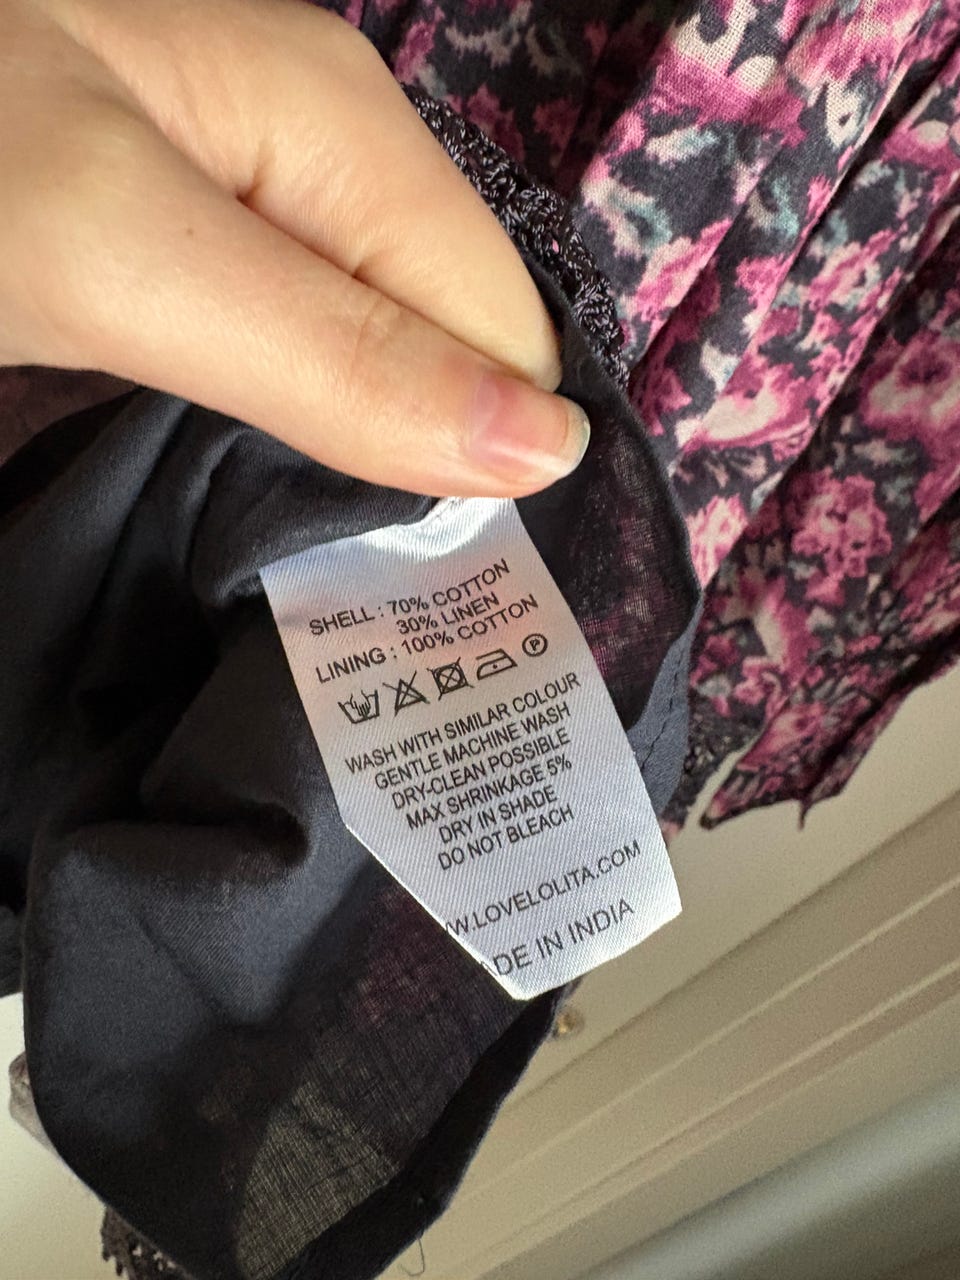 SHELL : 70% COTTON
30% LINEN
LINING : 100% COTTON
P
WASH WITH SIMILAR COLOUR
GENTLE MACHINE WASH
DRY-CLEAN POSSIBLE
MAX SHRINKAGE 5%
DRY IN SHADE
DO NOT BLEACH
W.LOVELOLITA.COM
DE IN INDIA